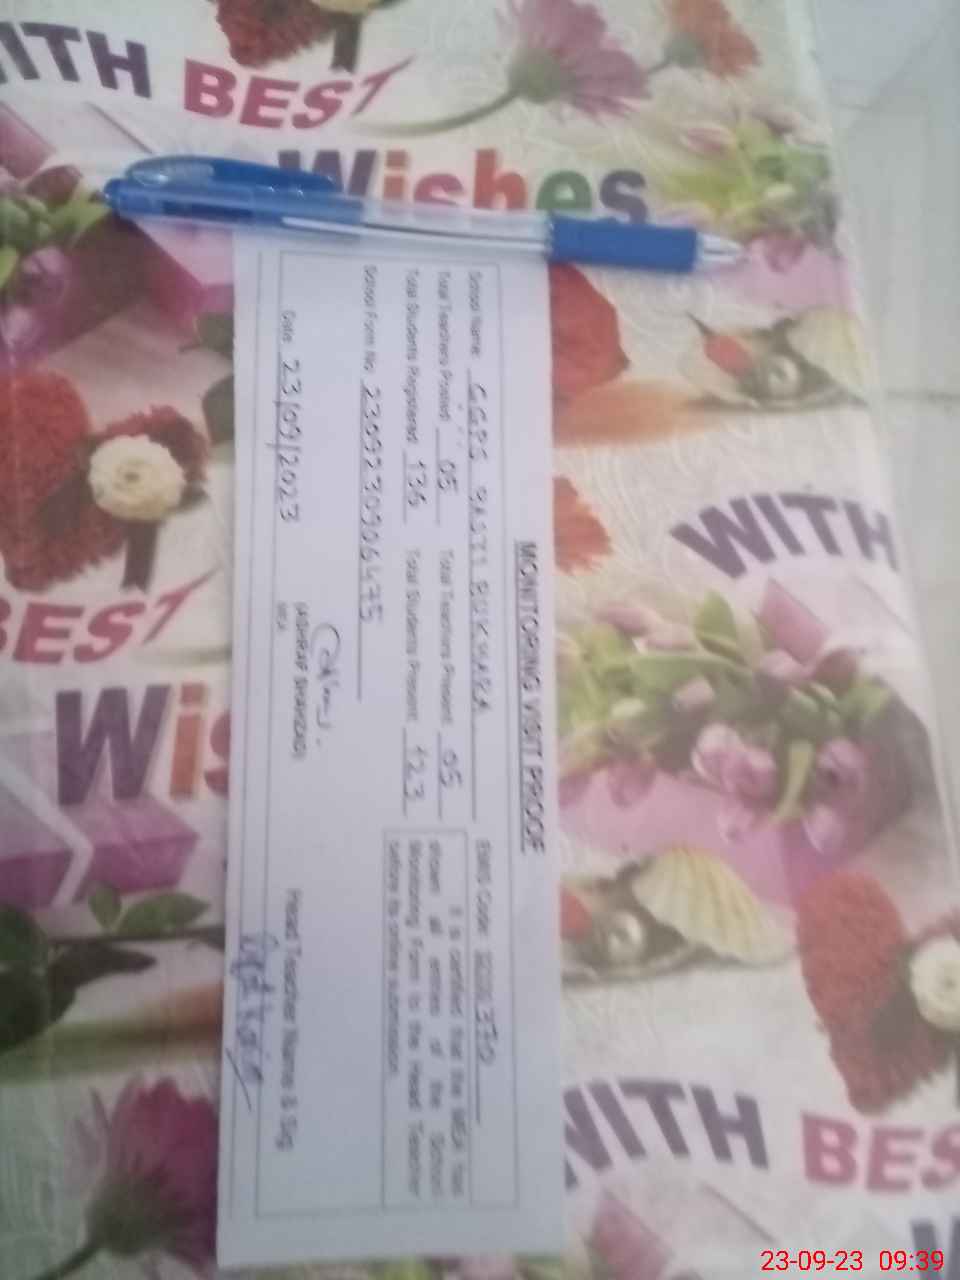 WITH BEST
Wishes
MONITORING VISIT PROOF
School Name: GGPS BASTI BUKHARA EMIS Code: 370
Total Teachers Posted: 05 Total Teachers Present: 05
Total Students Registered: 136 Total Students Present: 123
School Form No: 2309230906475
It is certified that the MEA has
shown all entries of the School
Monitoring Form to the Head Teacher
before its online submission.
Date: 23/09/2023
(ASHRAF SHAHZAD)
MEA
Head Teacher Name & Sig:
WITH
BEST
Wis
WITH BES
23-09-23 09:39